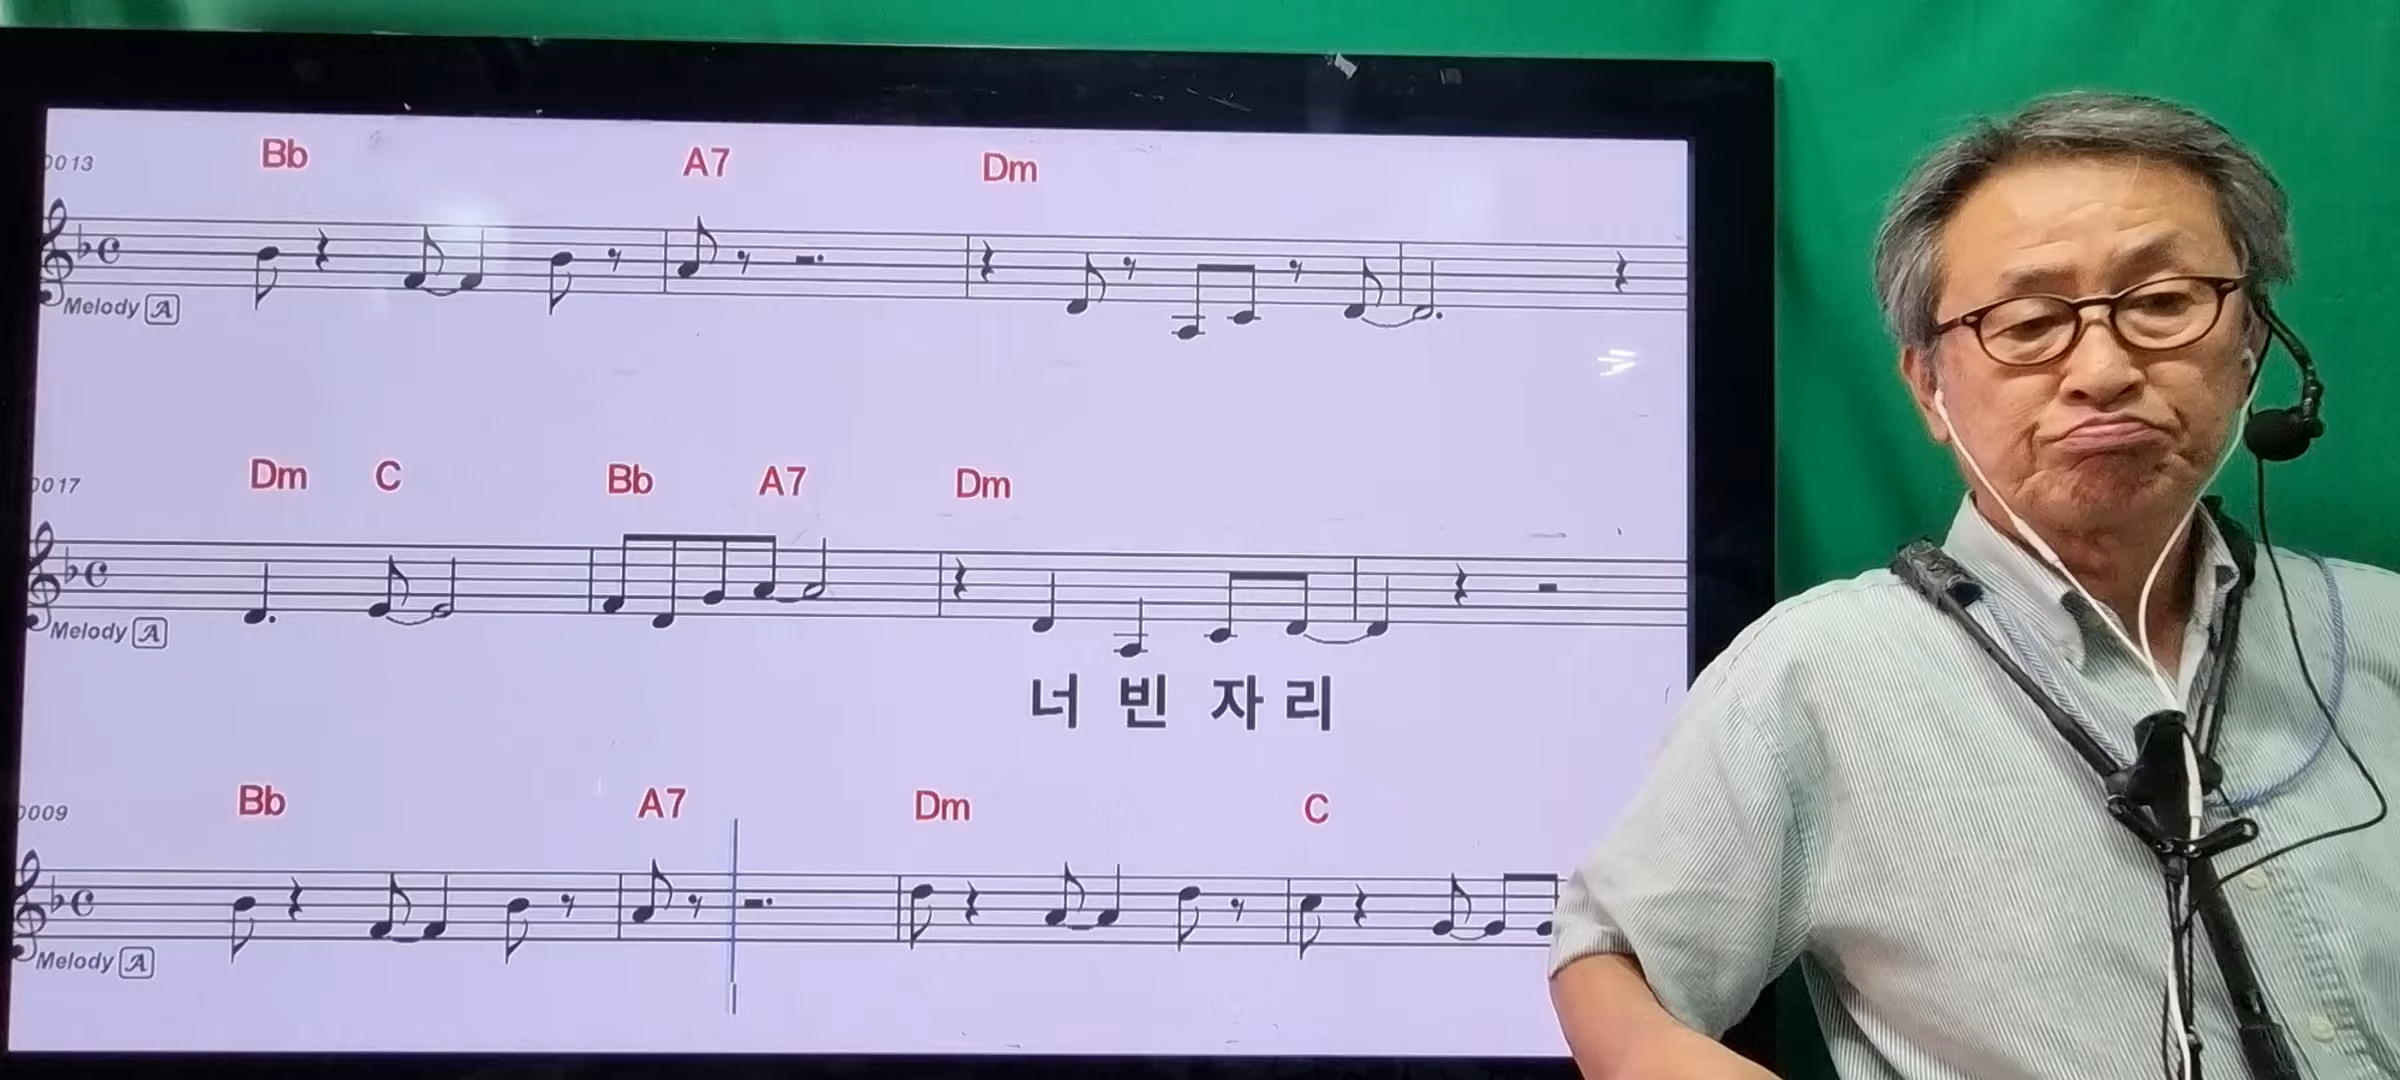 Bb A7 Dm
0013
Melody A
Dm C Bb A7 Dm
0017
Melody A
너 빈 자 리
Bb A7 Dm C
0009
Melody A